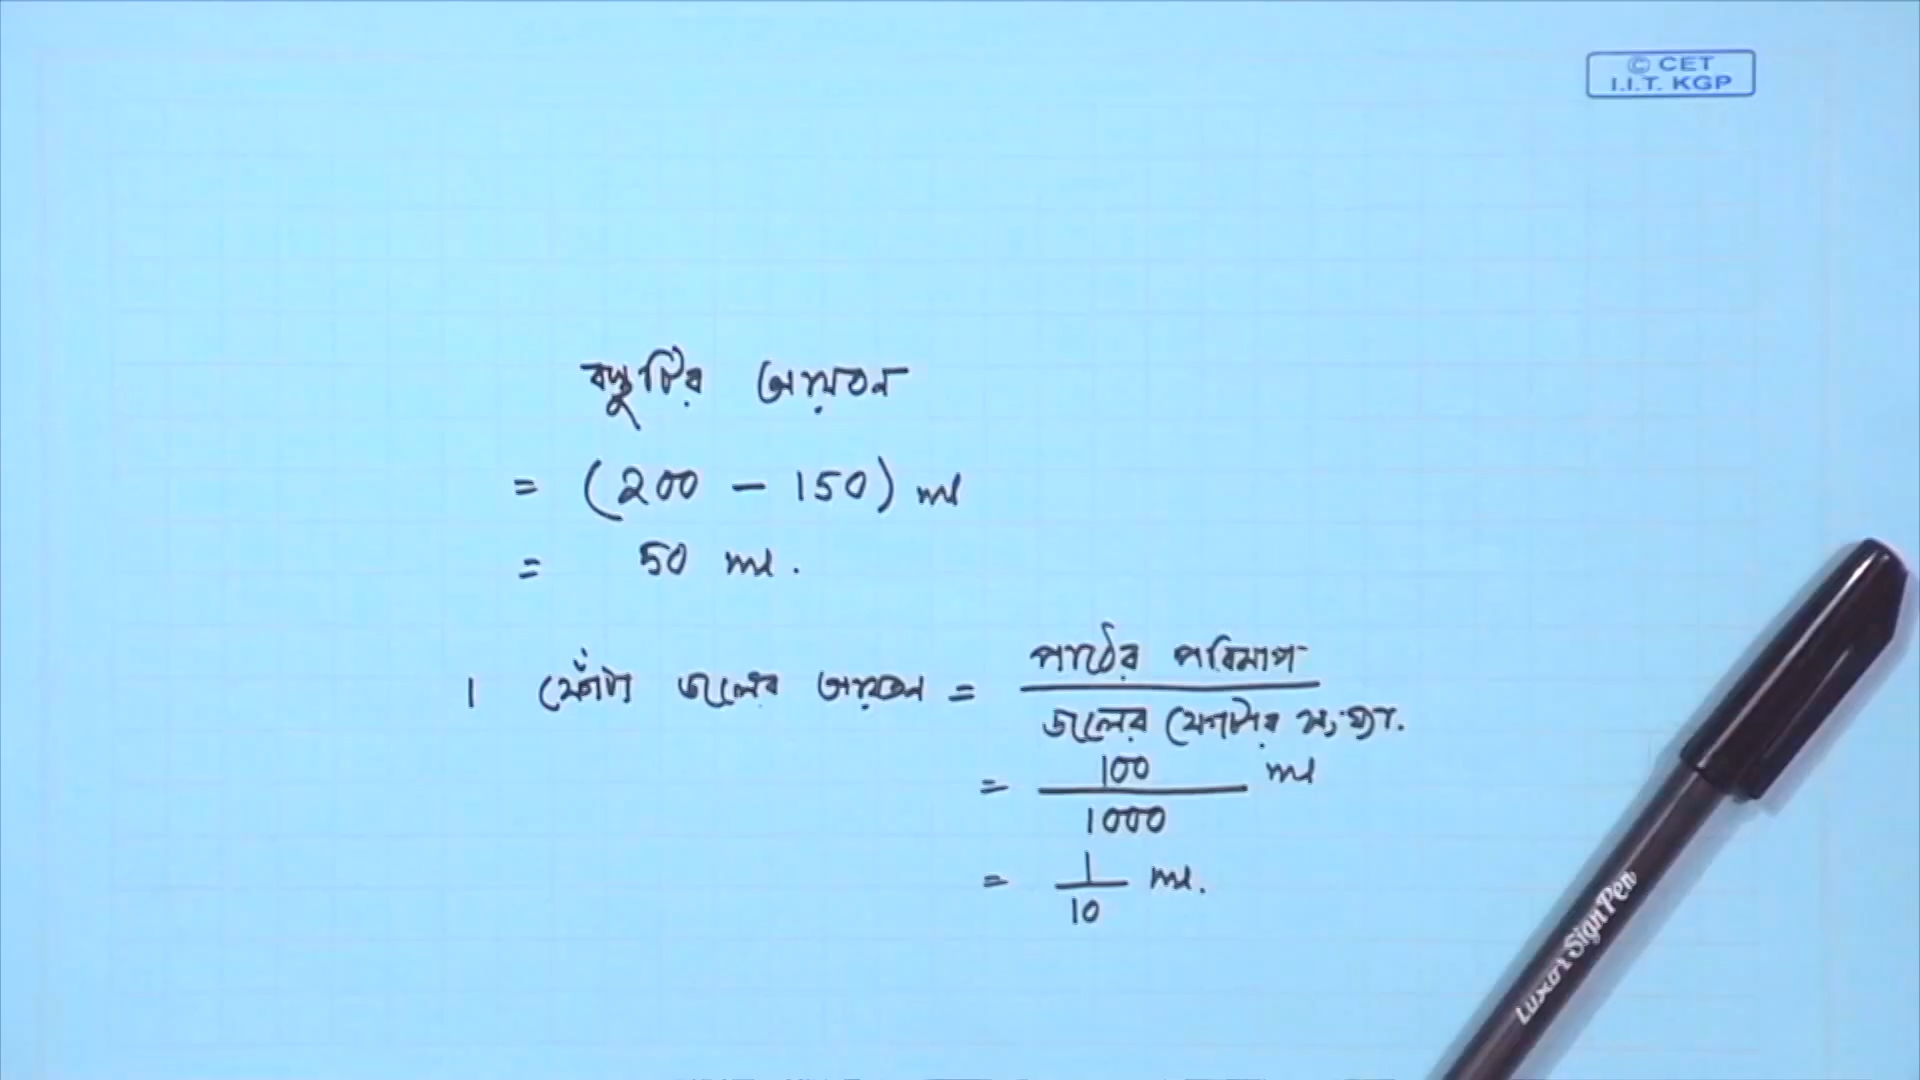 © CET
I.I.T. KGP
বস্তুটির আয়তন
= (200 - 150) ml
= 50 ml.
1 ফোঁটা জলের আয়তন = পাঠের পরিমাপ
জলের ফোটার সংখ্যা.
= 100 ml
1000
= 1 ml.
10
Luxor SignPen